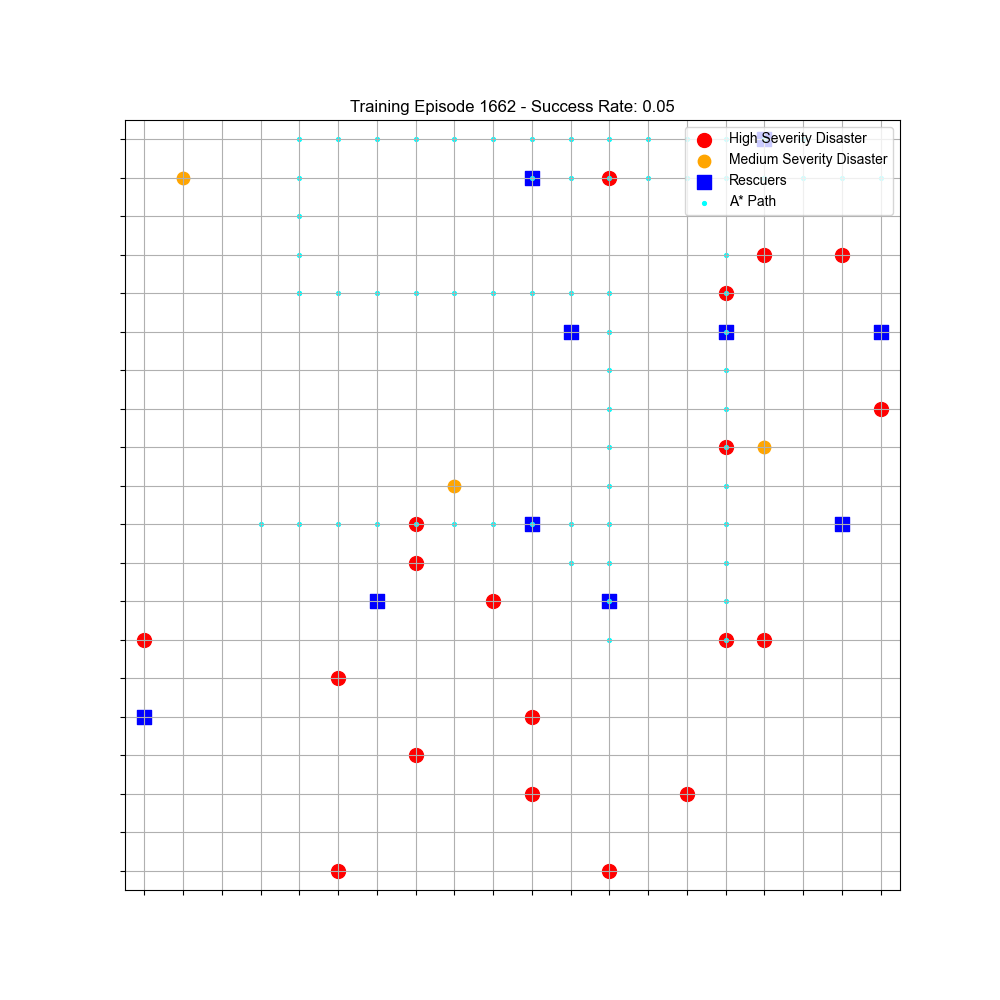 Training Episode 1662 - Success Rate: 0.05
High Severity Disaster
Medium Severity Disaster
Rescuers
A* Path